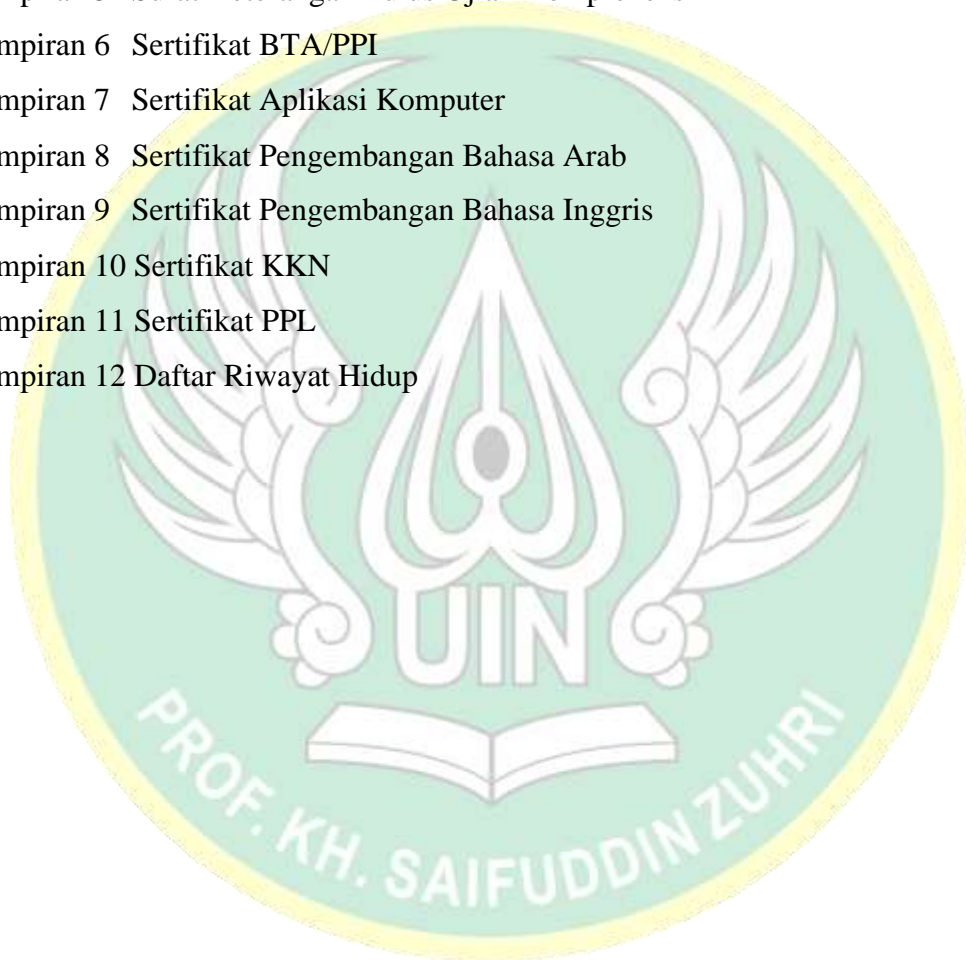 mpiran 6 Sertifikat BTA/PPI
mpiran 7 Sertifikat Aplikasi Komputer
mpiran 8 Sertifikat Pengembangan Bahasa Arab
mpiran 9 Sertifikat Pengembangan Bahasa Inggris
mpiran 10 Sertifikat KKN
mpiran 11 Sertifikat PPL
mpiran 12 Daftar Riwayat Hidup
UIN
PROF. KH. SAIFUDDIN ZUHRI